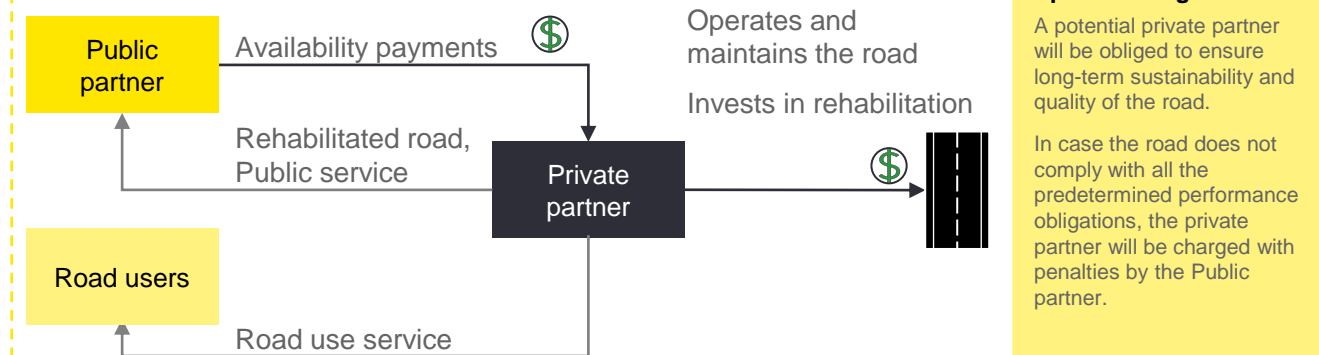 Public
partner
Availability payments
$
Operates and
maintains the road
Invests in rehabilitation
Rehabilitated road,
Public service
Private
partner
$
Road users
Road use service
A potential private partner
will be obliged to ensure
long-term sustainability and
quality of the road.
In case the road does not
comply with all the
predetermined performance
obligations, the private
partner will be charged with
penalties by the Public
partner.